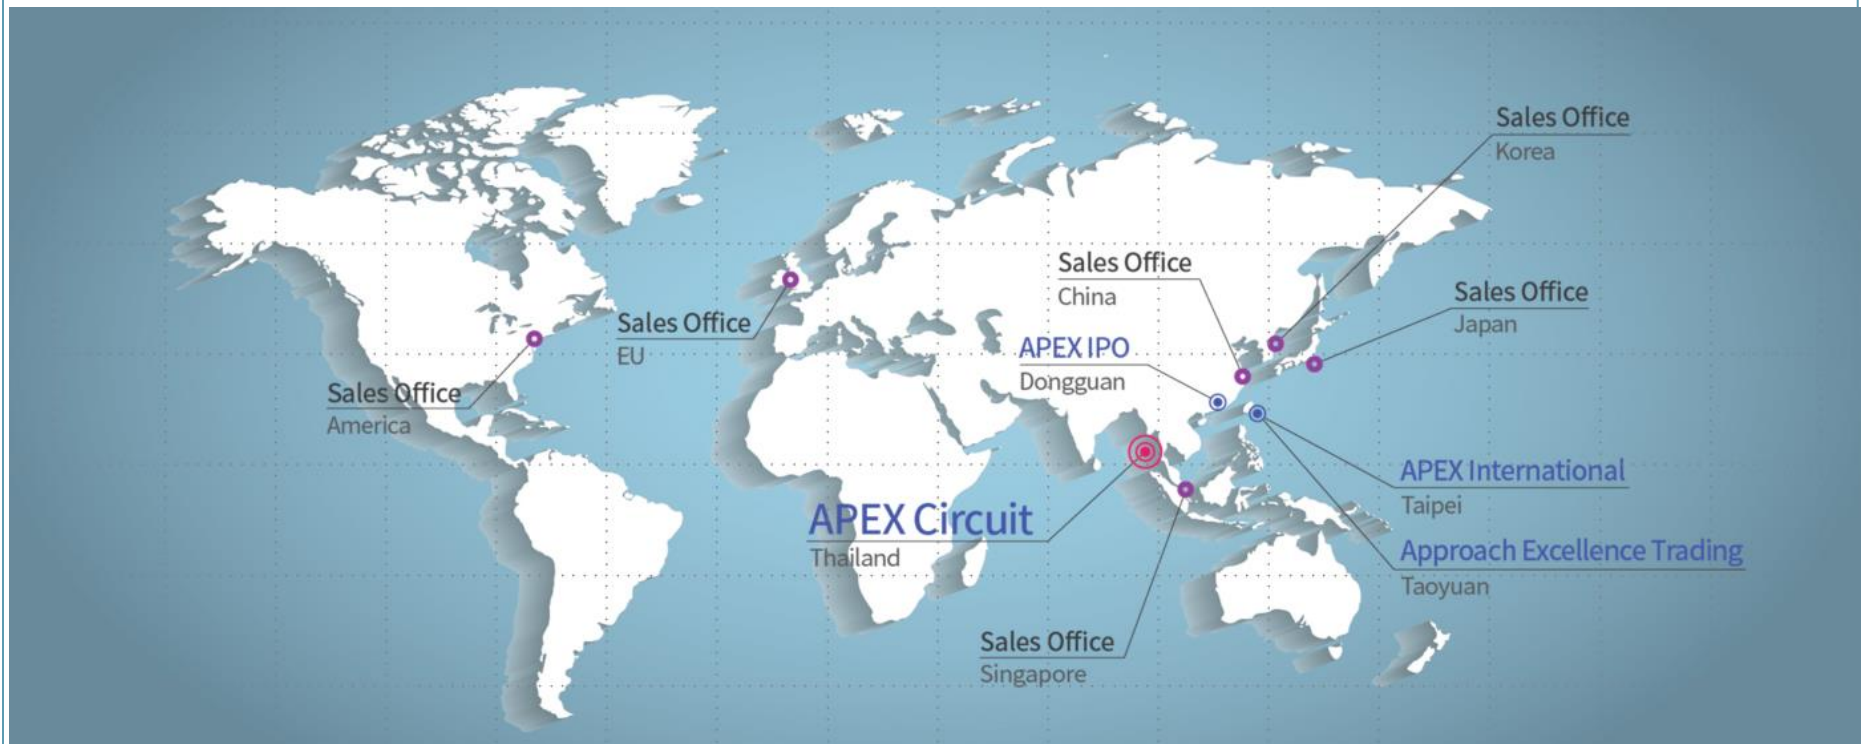 Sales Office
Korea
Sales Office
China
Sales Office
Japan
Sales Office
EU
APEX IPO
Dongguan
Sales Office
America
APEX International
Taipei
APEX Circuit
Thailand
Approach Excellence Trading
Taoyuan
Sales Office
Singapore